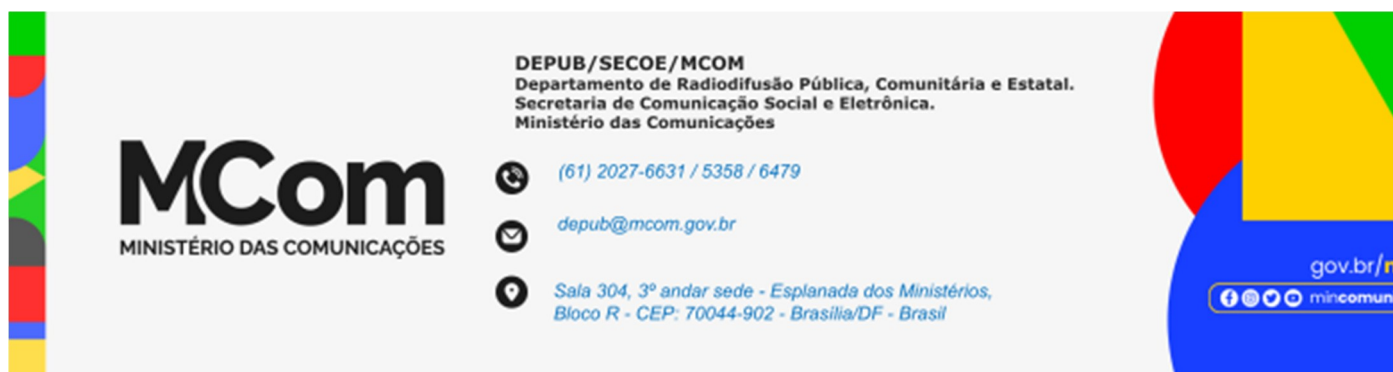 MCom
MINISTÉRIO DAS COMUNICAÇÕES
DEPUB/SECOE/MCOM
Departamento de Radiodifusão Pública, Comunitária e Estatal.
Secretaria de Comunicação Social e Eletrônica.
Ministério das Comunicações
(61) 2027-6631 / 5358 / 6479
depub@mcom.gov.br
Sala 304, 3º andar sede - Esplanada dos Ministérios,
Bloco R - CEP: 70044-902 - Brasília/DF - Brasil
gov.br/